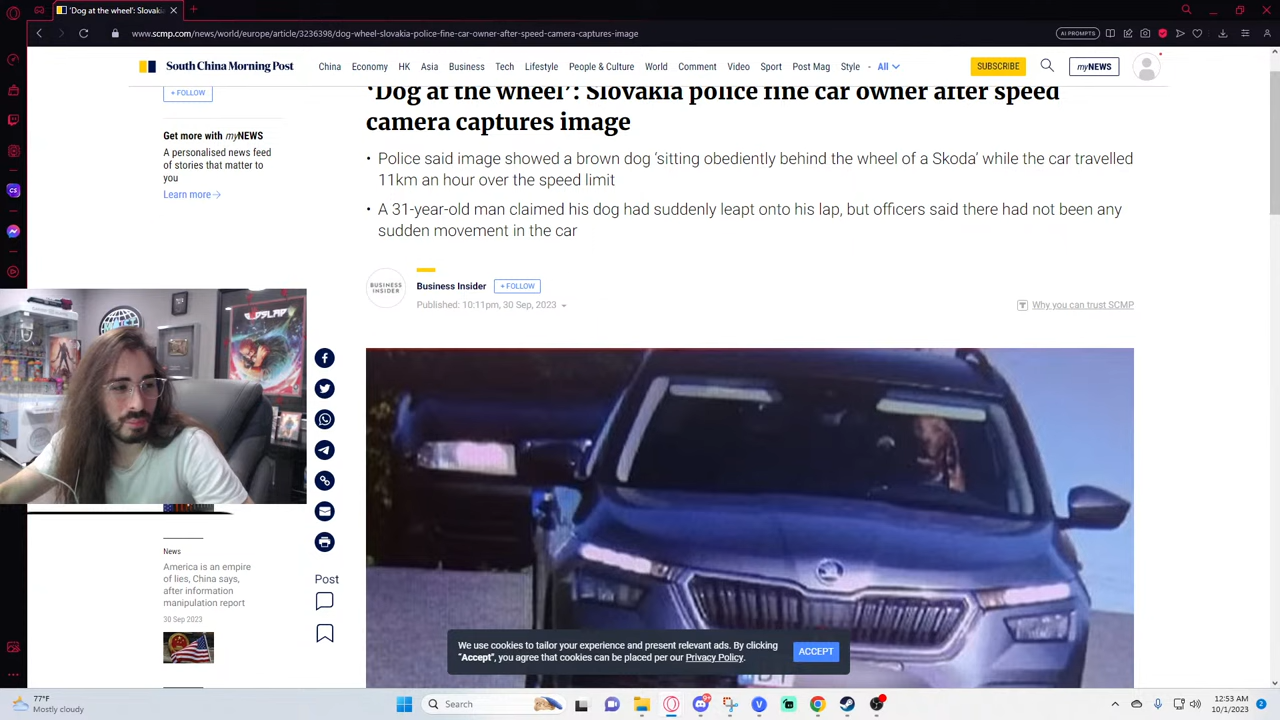 'Dog at the wheel': Slovaki
www.scmp.com/news/world/europe/article/3236398/dog-wheel-slovakia-police-fine-car-owner-after-speed-camera-captures-image
AI PROMPTS
South China Morning Post
China Economy HK Asia Business Tech Lifestyle People & Culture World Comment Video Sport Post Mag Style - All
SUBSCRIBE
myNEWS
+ FOLLOW
Get more with myNEWS
A personalised news feed
of stories that matter to
you
Learn more
'Dog at the wheel': Slovakia police fine car owner after speed
camera captures image
• Police said image showed a brown dog 'sitting obediently behind the wheel of a Skoda' while the car travelled
11km an hour over the speed limit
• A 31-year-old man claimed his dog had suddenly leapt onto his lap, but officers said there had not been any
sudden movement in the car
BUSINESS
INSIDER
Business Insider
+ FOLLOW
Published: 10:11pm, 30 Sep, 2023
Why you can trust SCMP
GODSLAP
Post
News
America is an empire
of lies, China says,
after information
manipulation report
30 Sep 2023
We use cookies to tailor your experience and present relevant ads. By clicking
"Accept", you agree that cookies can be placed per our Privacy Policy.
ACCEPT
77°F
Mostly cloudy
Search
12:53 AM
10/1/2023
2